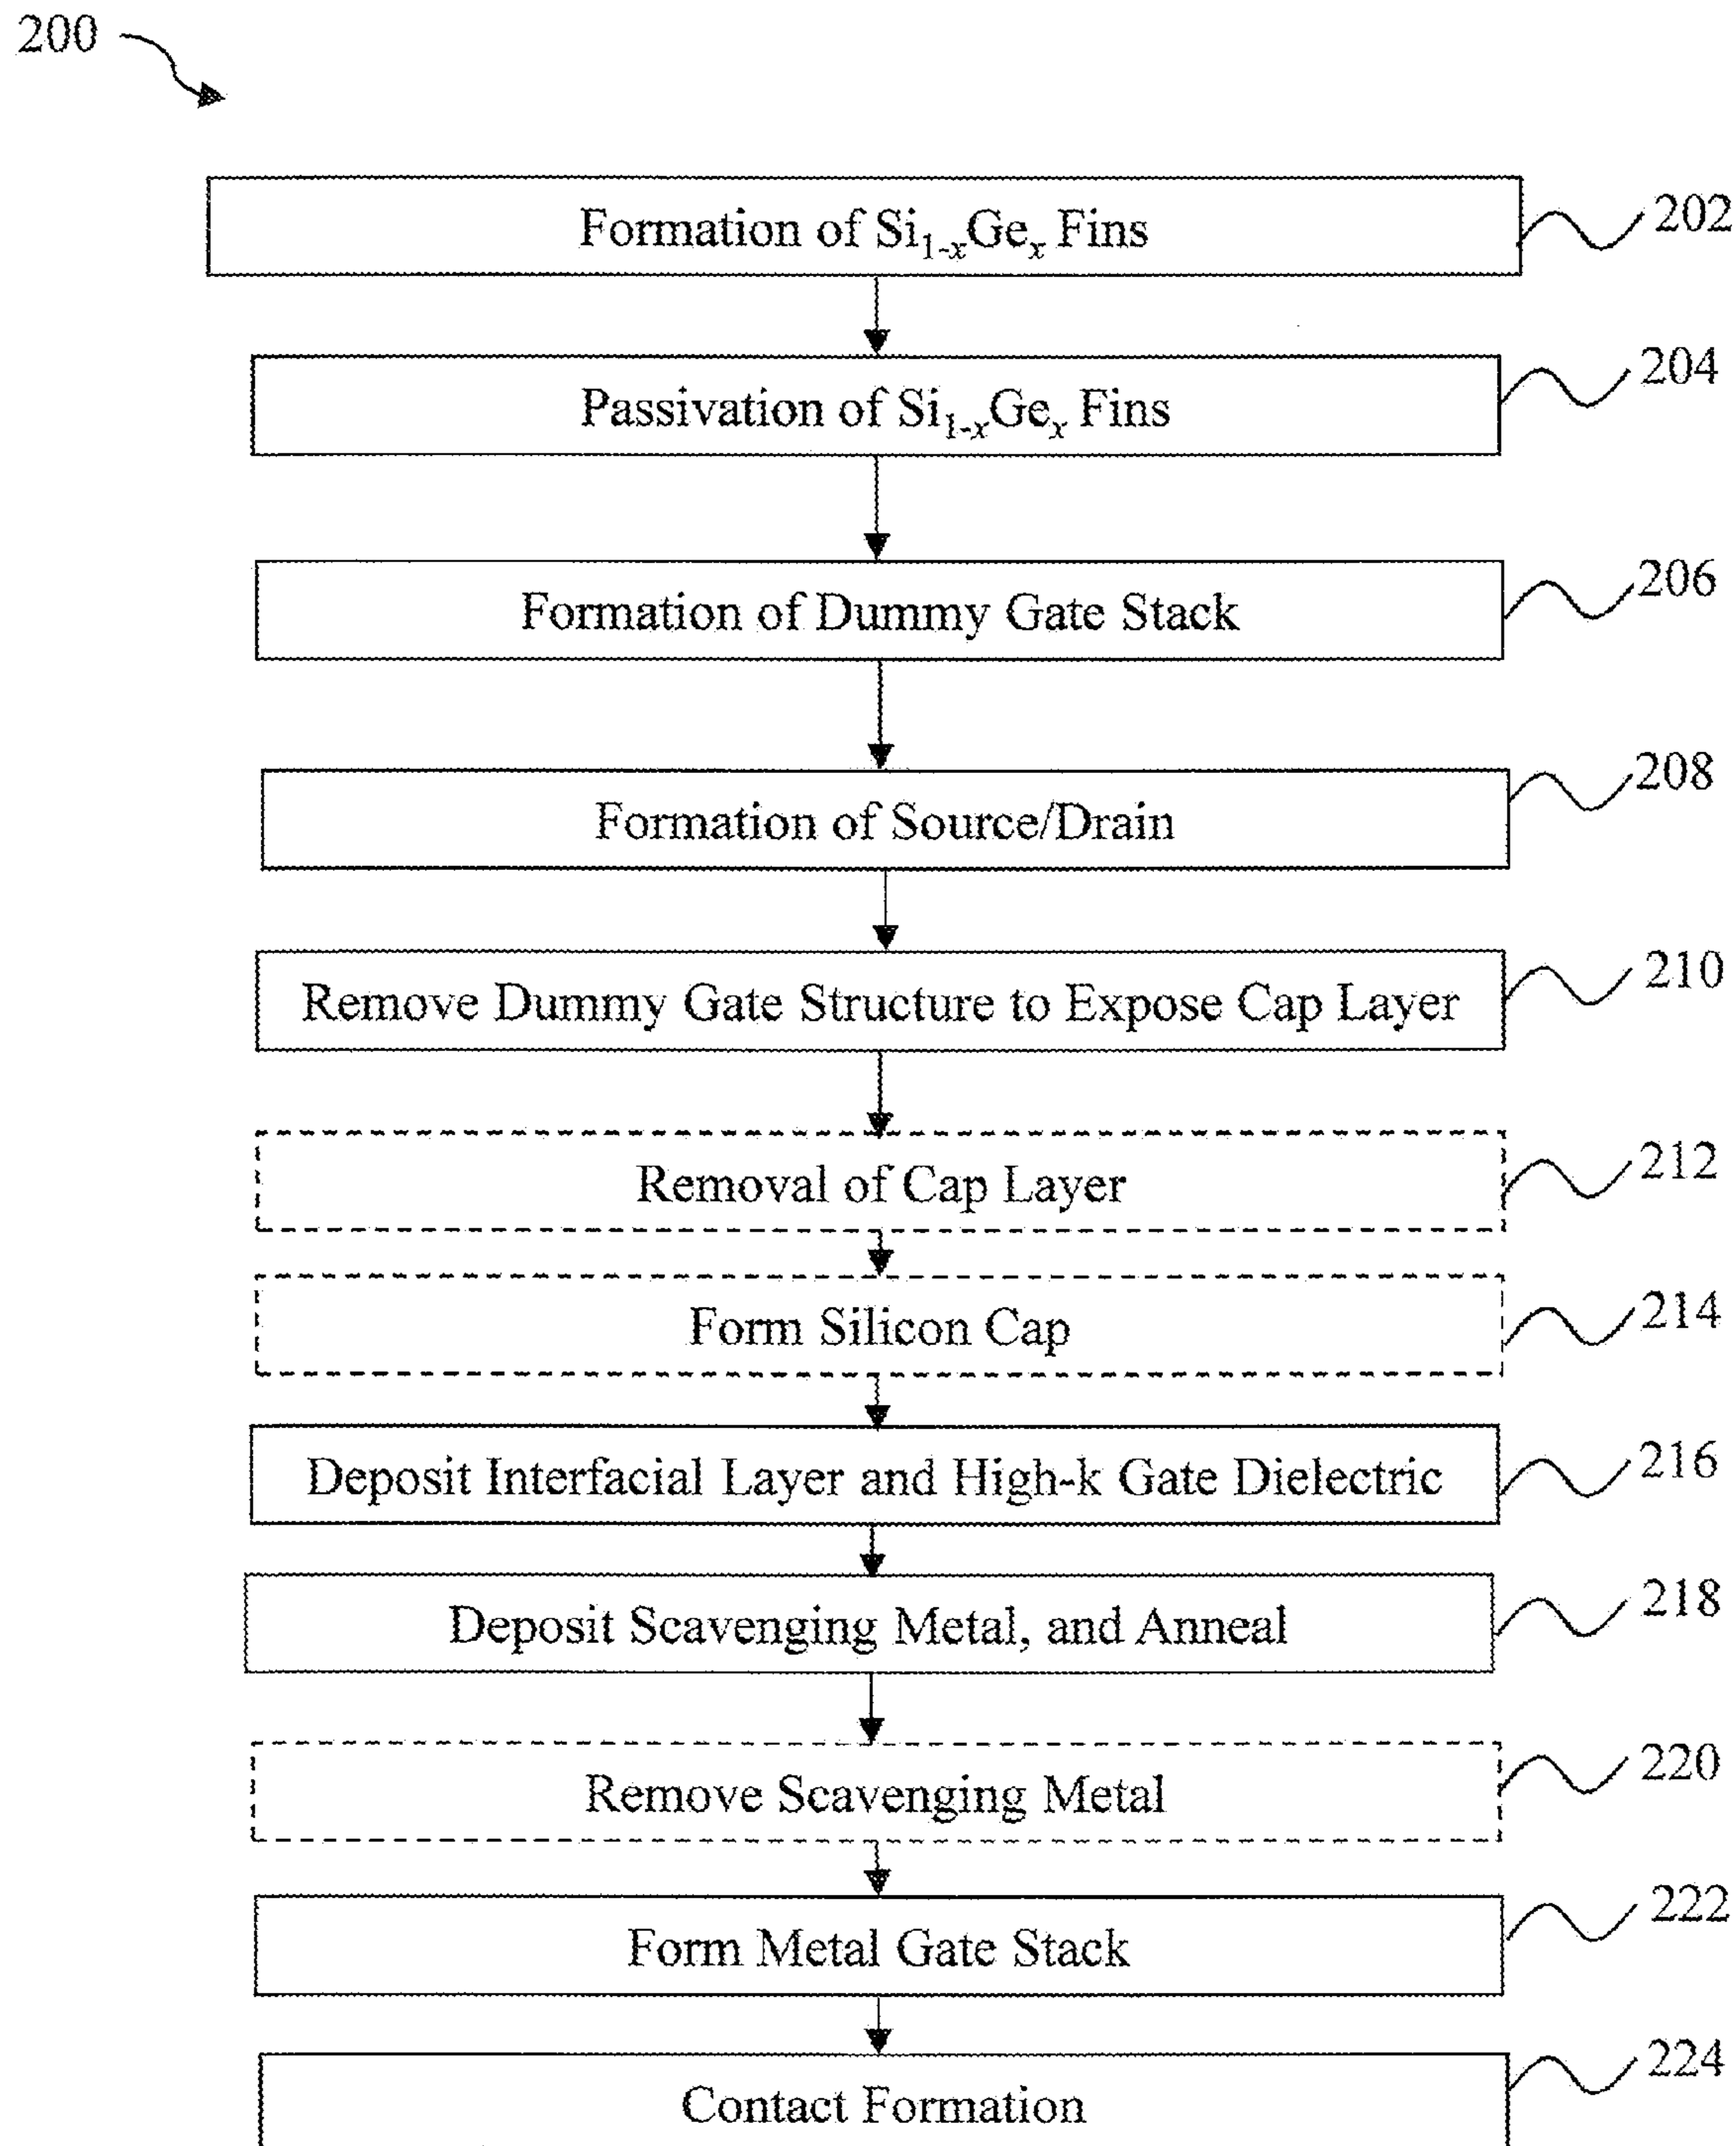 200
Formation of Si1-xGex Fins
202
Passivation of Si1-xGex Fins
204
Formation of Dummy Gate Stack
206
Formation of Source/Drain
208
Remove Dummy Gate Structure to Expose Cap Layer
210
Removal of Cap Layer
212
Form Silicon Cap
214
Deposit Interfacial Layer and High-k Gate Dielectric
216
Deposit Scavenging Metal, and Anneal
218
Remove Scavenging Metal
220
Form Metal Gate Stack
222
Contact Formation
224